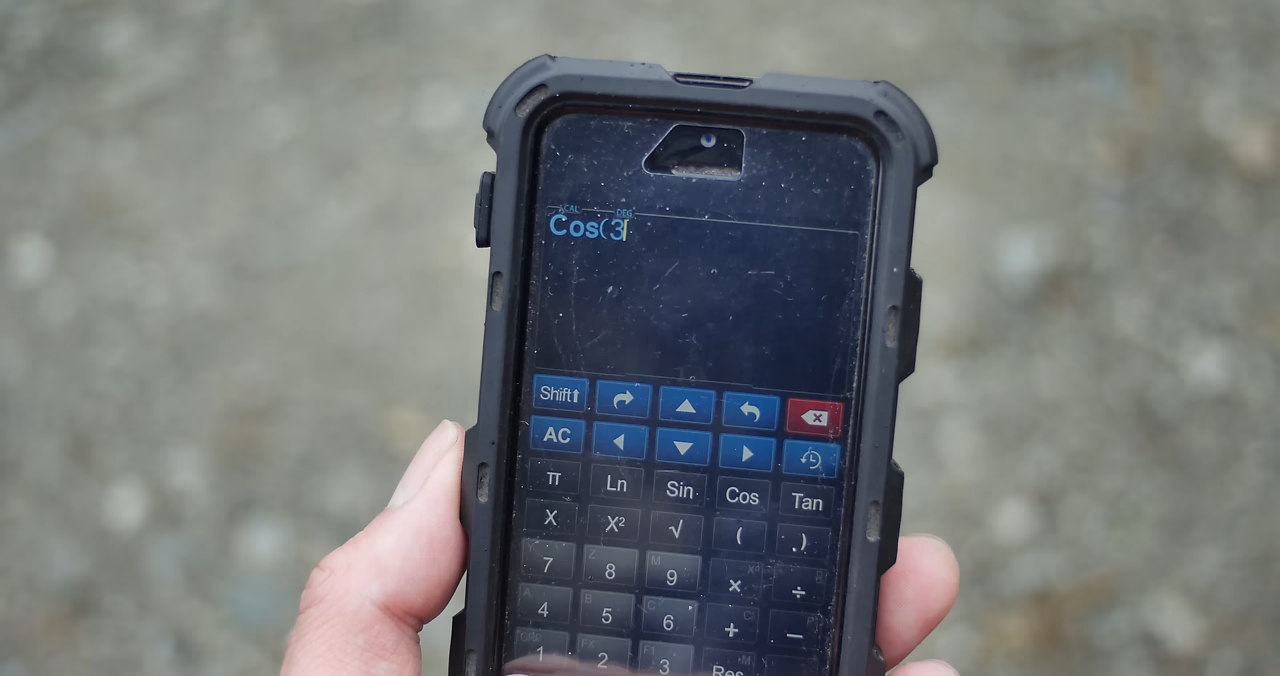 ACAL DEG
Cos(3
Shift⬆
AC
π Ln Sin Cos Tan
X X² √ ( )
7 8 9 × ÷
4 5 6 + −
1 2 3 Res